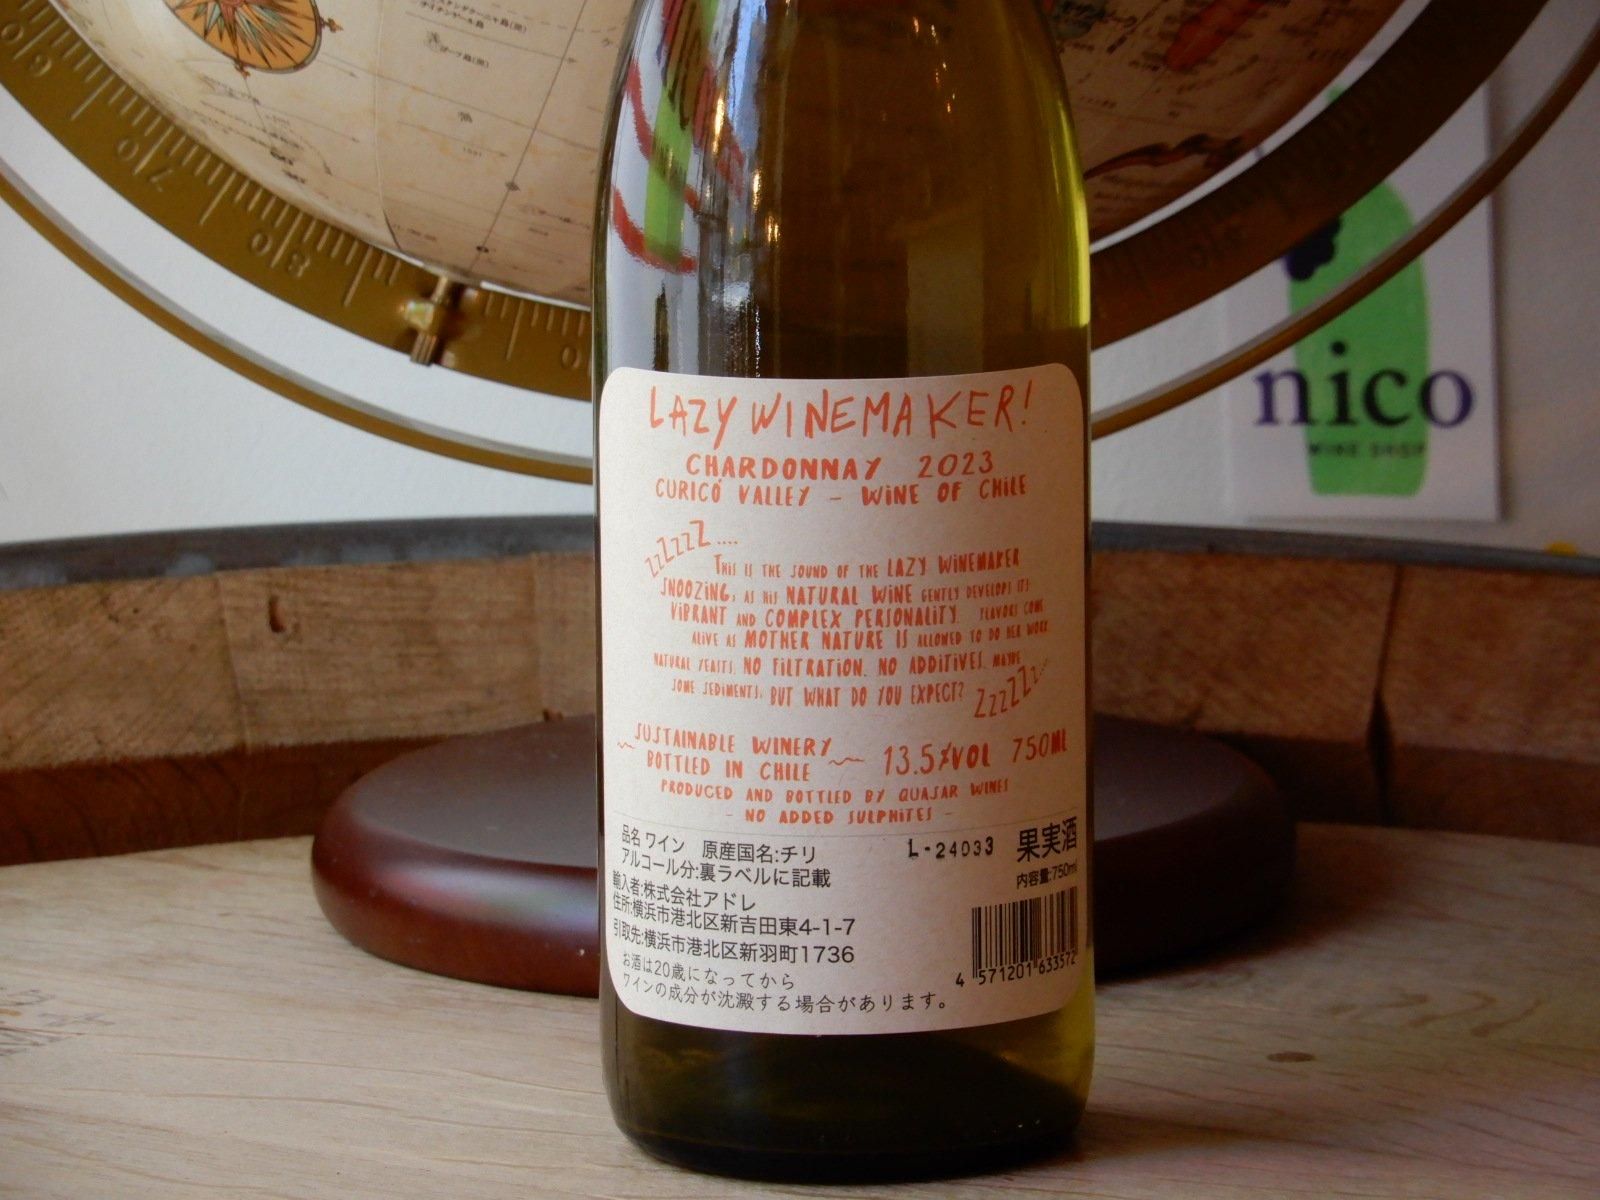 LAZY WINEMAKER!
CHARDONNAY 2023
CURICÓ VALLEY - WINE OF CHILE
ZZZZZZ....
THIS IS THE SOUND OF THE LAZY WINEMAKER
SNOOZING, AS HIS NATURAL WINE GENTLY DEVELOPS ITS
VIBRANT AND COMPLEX PERSONALITY. FLAVORS COME
ALIVE AS MOTHER NATURE IS ALLOWED TO DO HER WORK.
NATURAL YEASTS. NO FILTRATION. NO ADDITIVES. MAYBE
SOME SEDIMENTS, BUT WHAT DO YOU EXPECT? ZZZZZZ....
SUSTAINABLE WINERY
BOTTLED IN CHILE 13.5%VOL 750ML
PRODUCED AND BOTTLED BY QUASAR WINES
- NO ADDED SULPHITES -
品名 ワイン 原産国名:チリ L-24033 果実酒
アルコール分:裏ラベルに記載 内容量:750ml
輸入者:株式会社アドレ
住所:横浜市港北区新吉田東4-1-7
引取先:横浜市港北区新羽町1736
お酒は20歳になってから
ワインの成分が沈澱する場合があります。
4 571201 633572
nico
WINE SHOP